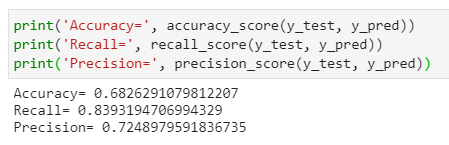 print('Accuracy=', accuracy_score(y_test, y_pred))
print('Recall=', recall_score(y_test, y_pred))
print('Precision=', precision_score(y_test, y_pred))
Accuracy= 0.6826291079812207
Recall= 0.8393194706994329
Precision= 0.7248979591836735